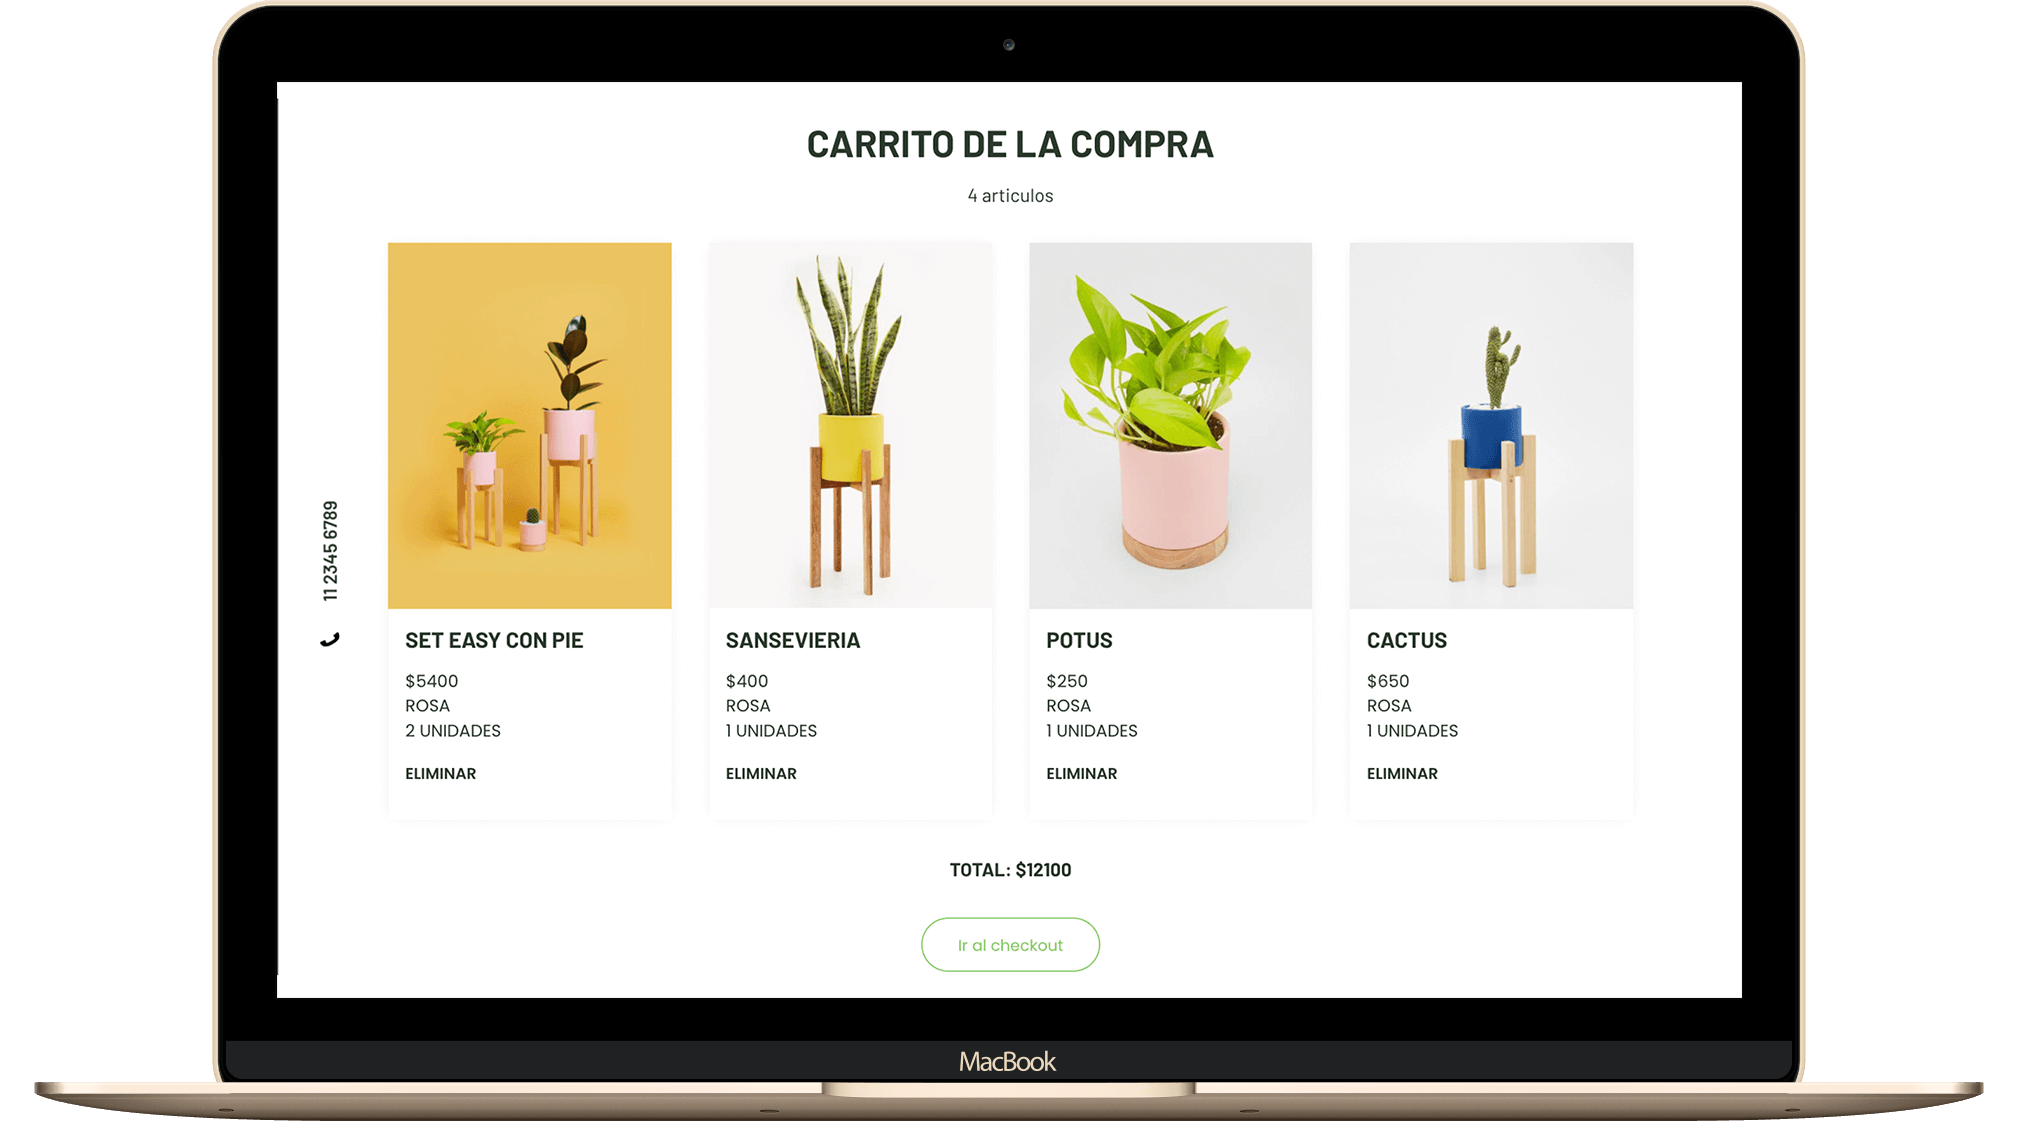 CARRITO DE LA COMPRA
4 articulos
11 2345 6789
SET EASY CON PIE
$5400
ROSA
2 UNIDADES
ELIMINAR
SANSEVIERIA
$400
ROSA
1 UNIDADES
ELIMINAR
POTUS
$250
ROSA
1 UNIDADES
ELIMINAR
CACTUS
$650
ROSA
1 UNIDADES
ELIMINAR
TOTAL: $12100
Ir al checkout
MacBook